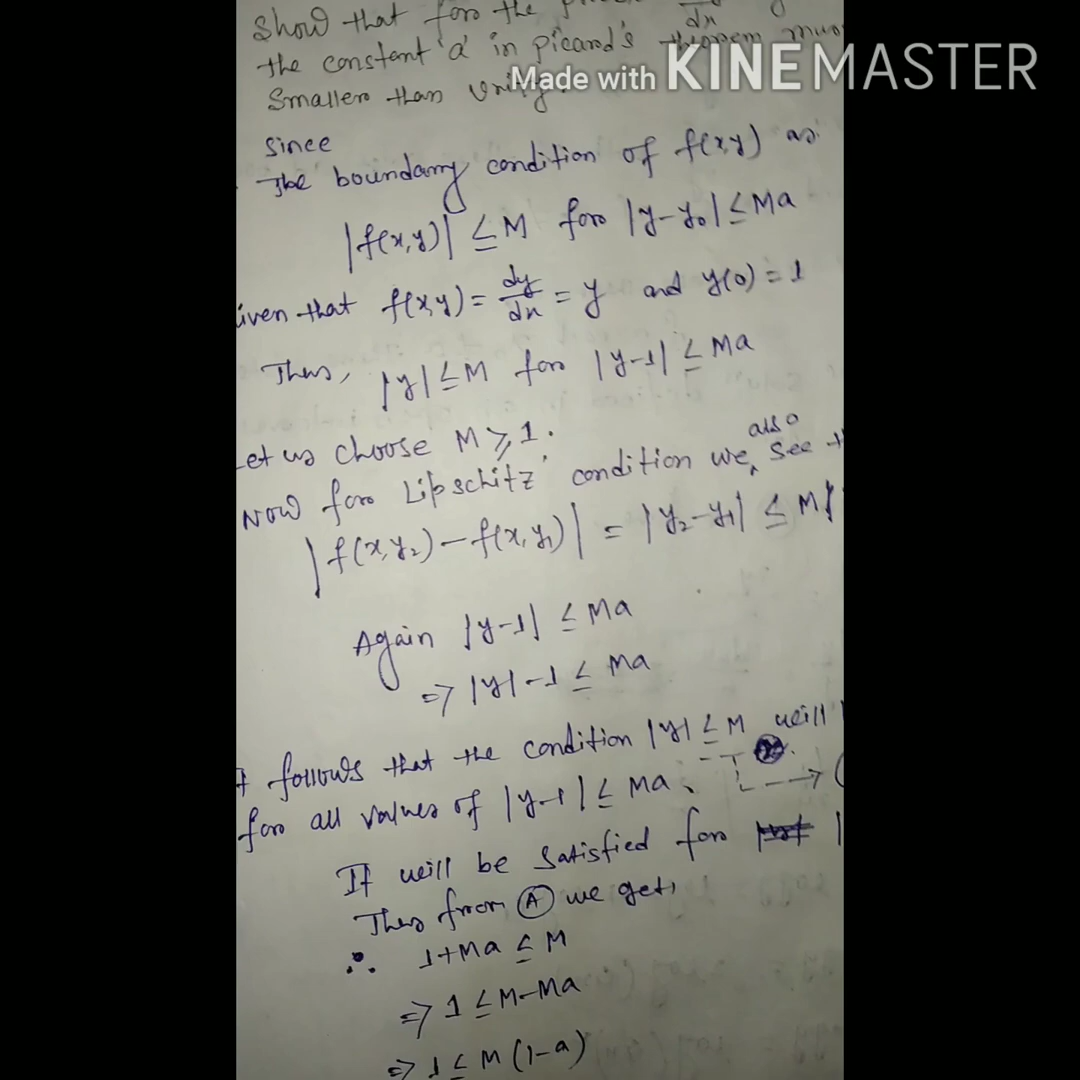 Show that for the
the constant 'a' in picard's theorem
Smaller than Unity.
Made with KINEMASTER
Since
The boundary condition of f(x,y) as
|f(x,y)| ≤ M for |y-y₀| ≤ Ma
iven that f(x,y) = dy/dx = y and y(0) = 1
Thus, |y| ≤ M for |y-1| ≤ Ma
Let us choose M ≥ 1.
Now for Lipschitz' condition we also see
|f(x,y₂) - f(x,y₁)| = |y₂-y₁| ≤ M|
Again |y-1| ≤ Ma
⇒ |y| - 1 ≤ Ma
follows that the condition |y| ≤ M will
for all values of |y-1| ≤ Ma.
It will be satisfied for
Thus from Ⓐ we get,
∴ 1+Ma ≤ M
⇒ 1 ≤ M-Ma
⇒ 1 ≤ M(1-a)